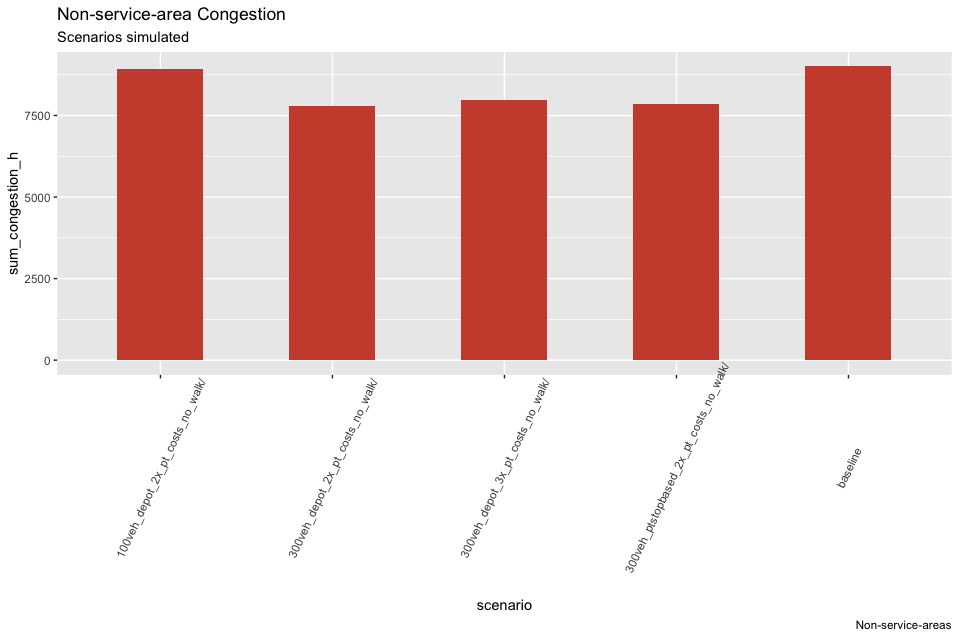 Non-service-area Congestion
Scenarios simulated
sum_congestion_h
7500
5000
2500
0
100veh_depot_2x_pt_costs_no_walk/
300veh_depot_2x_pt_costs_no_walk/
300veh_depot_3x_pt_costs_no_walk/
300veh_ptstopbased_2x_pt_costs_no_walk/
baseline
scenario
Non-service-areas